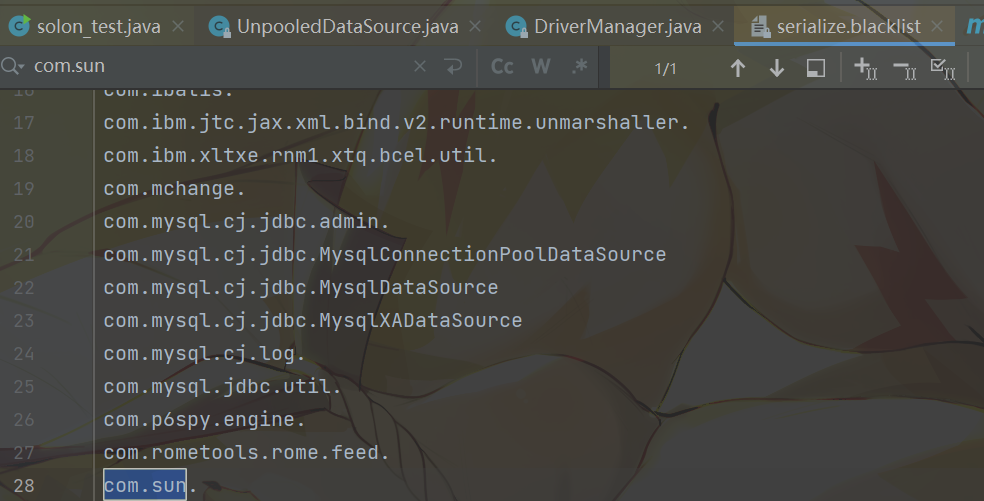 solon_test.java UnpooledDataSource.java DriverManager.java serialize.blacklist
com.sun Cc W .* 1/1
16 com.ibatis.
17 com.ibm.jtc.jax.xml.bind.v2.runtime.unmarshaller.
18 com.ibm.xltxe.rnm1.xtq.bcel.util.
19 com.mchange.
20 com.mysql.cj.jdbc.admin.
21 com.mysql.cj.jdbc.MysqlConnectionPoolDataSource
22 com.mysql.cj.jdbc.MysqlDataSource
23 com.mysql.cj.jdbc.MysqlXADataSource
24 com.mysql.cj.log.
25 com.mysql.jdbc.util.
26 com.p6spy.engine.
27 com.rometools.rome.feed.
28 com.sun.